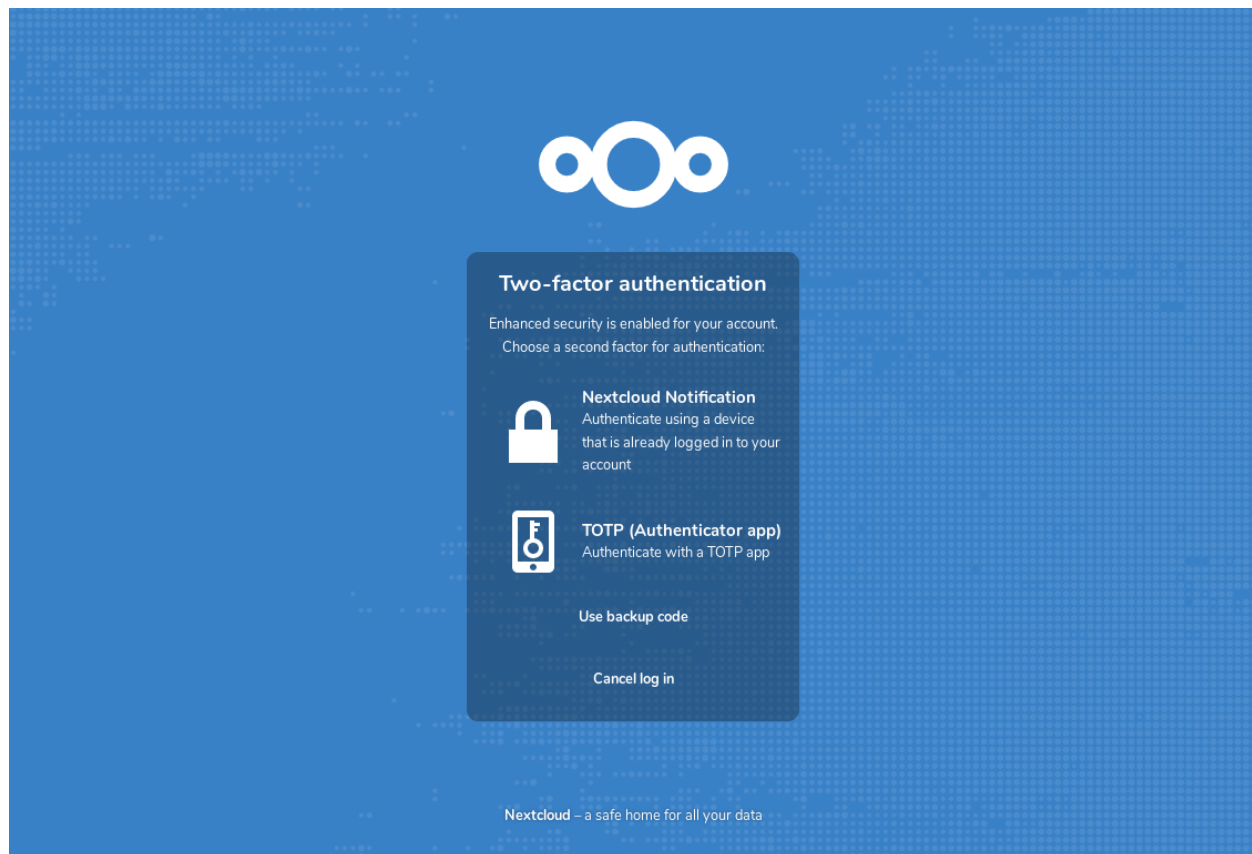 Two-factor authentication
Enhanced security is enabled for your account.
Choose a second factor for authentication:
Nextcloud Notification
Authenticate using a device
that is already logged in to your
account
TOTP (Authenticator app)
Authenticate with a TOTP app
Use backup code
Cancel log in
Nextcloud – a safe home for all your data